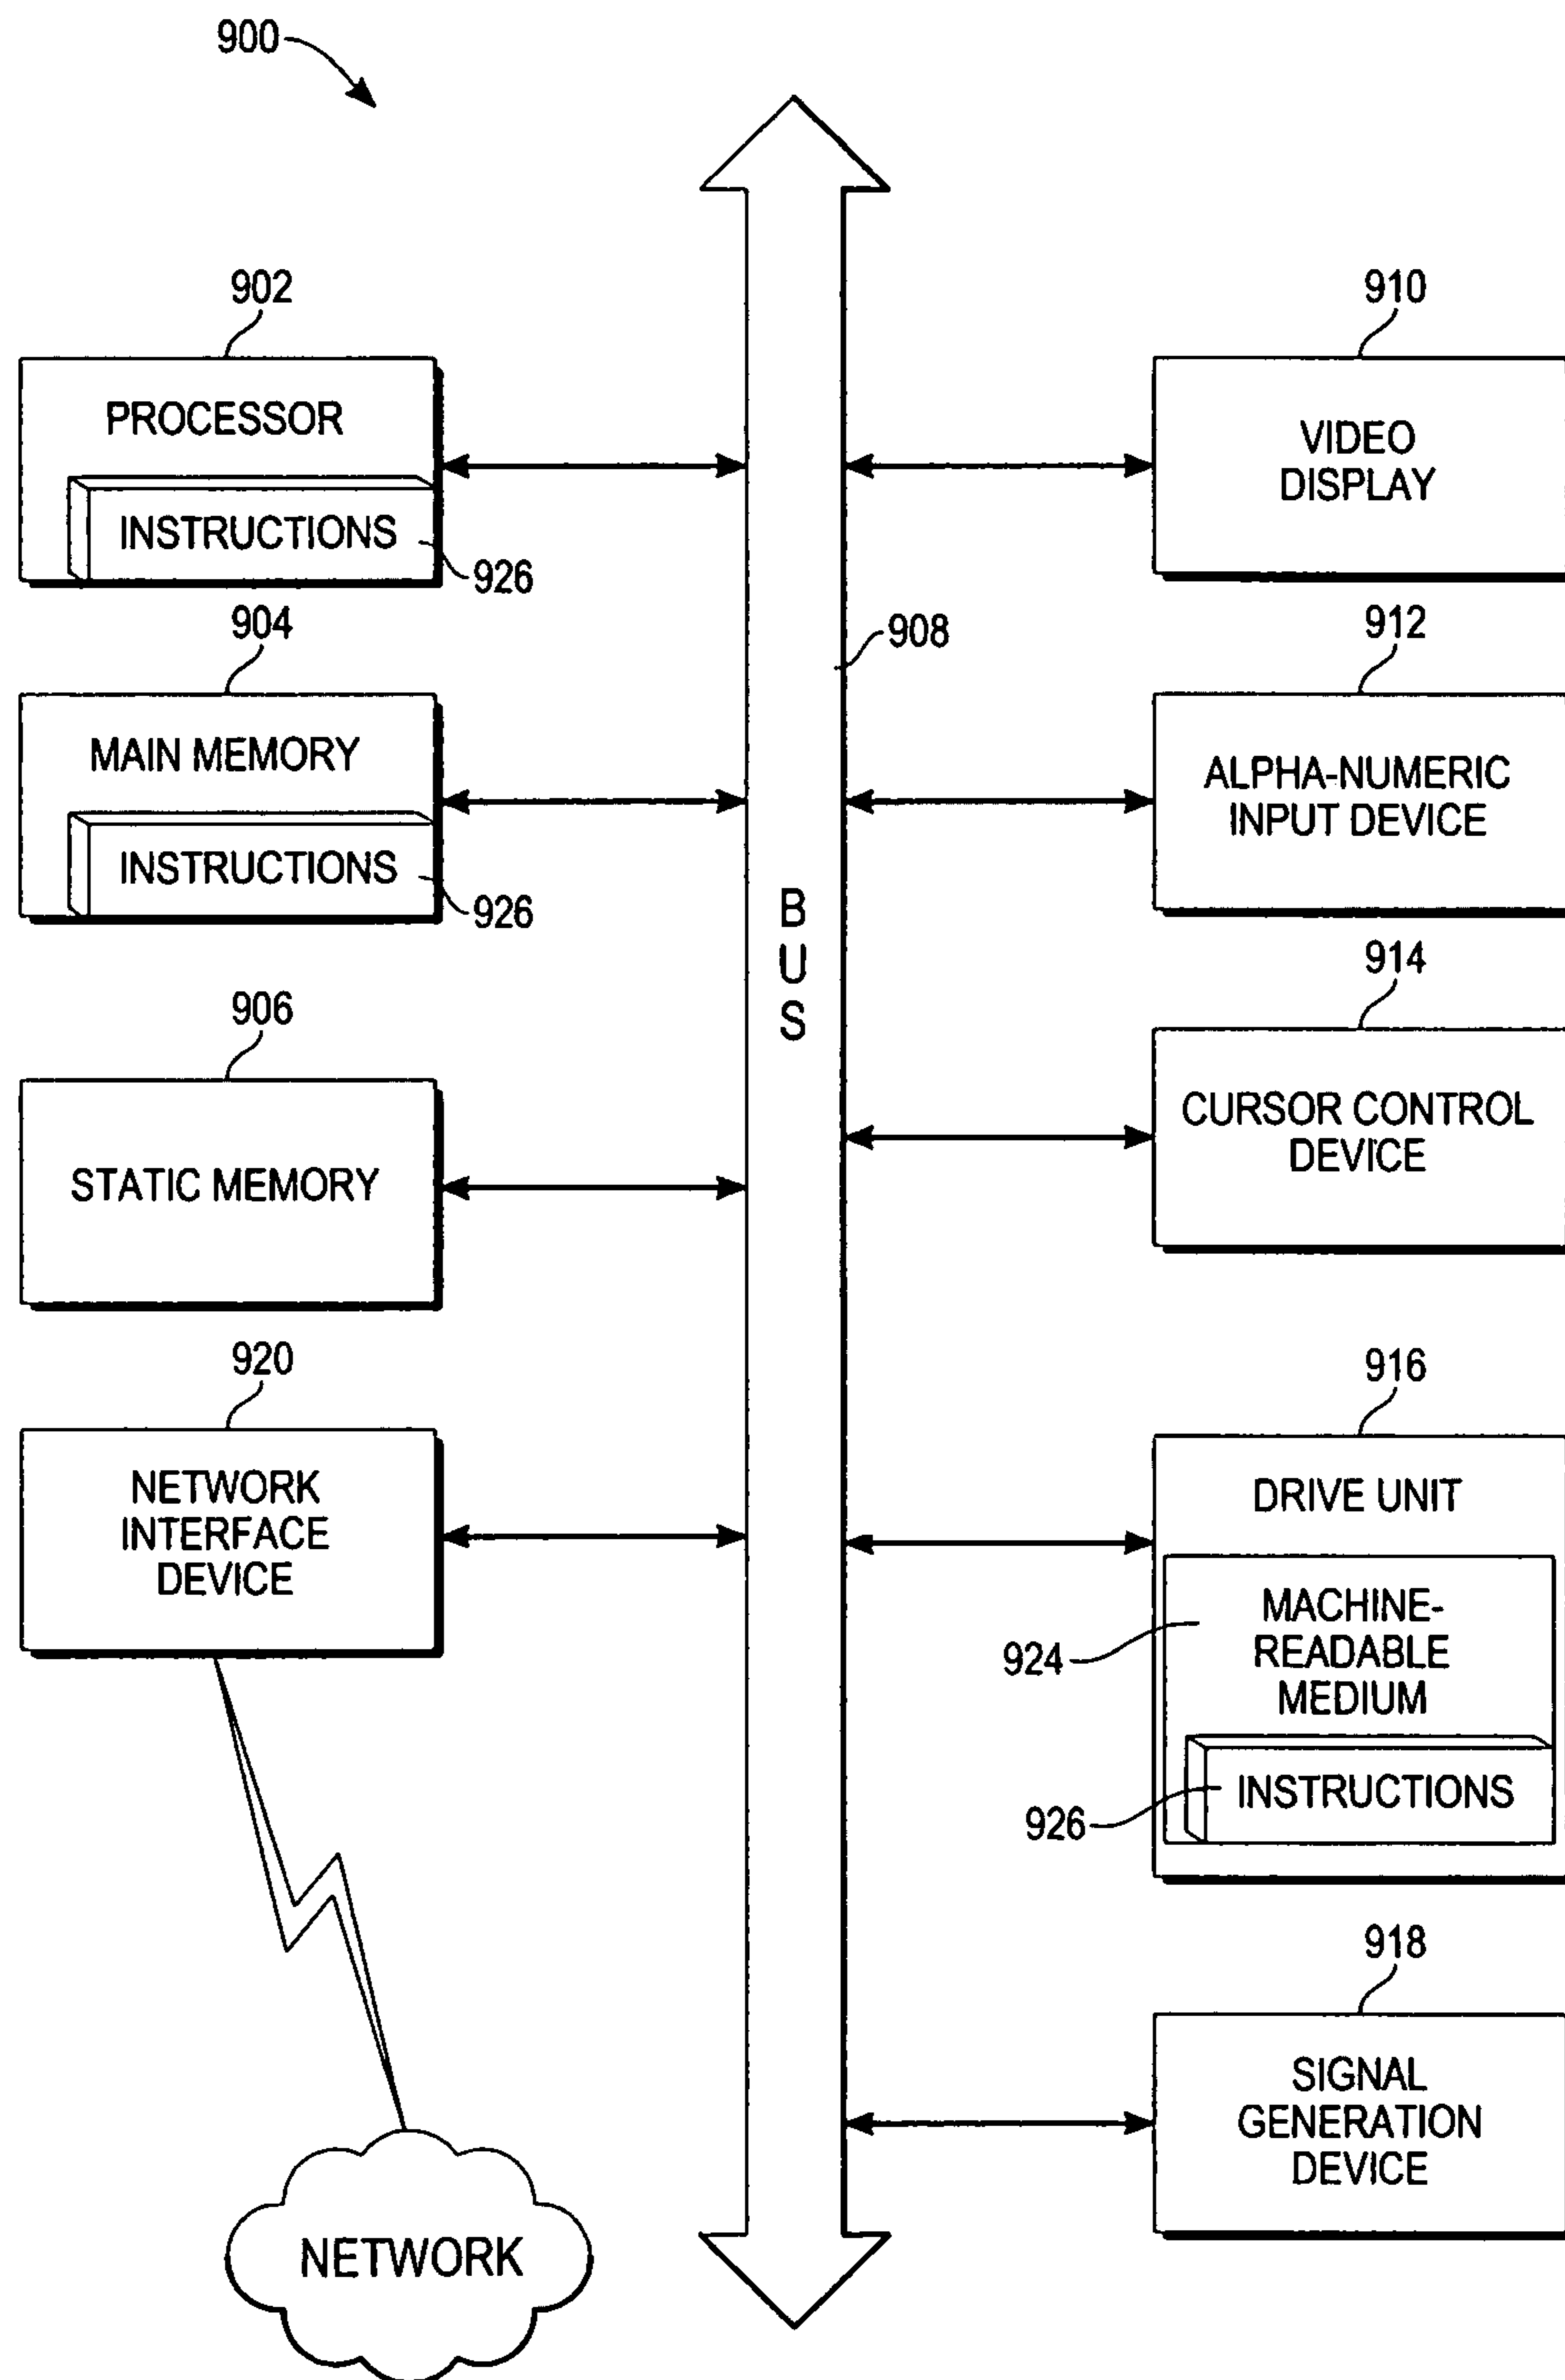 900
902
PROCESSOR
INSTRUCTIONS
926
904
MAIN MEMORY
INSTRUCTIONS
926
906
STATIC MEMORY
920
NETWORK
INTERFACE
DEVICE
NETWORK
908
B
U
S
910
VIDEO
DISPLAY
912
ALPHA-NUMERIC
INPUT DEVICE
914
CURSOR CONTROL
DEVICE
916
DRIVE UNIT
924
MACHINE-
READABLE
MEDIUM
926
INSTRUCTIONS
918
SIGNAL
GENERATION
DEVICE